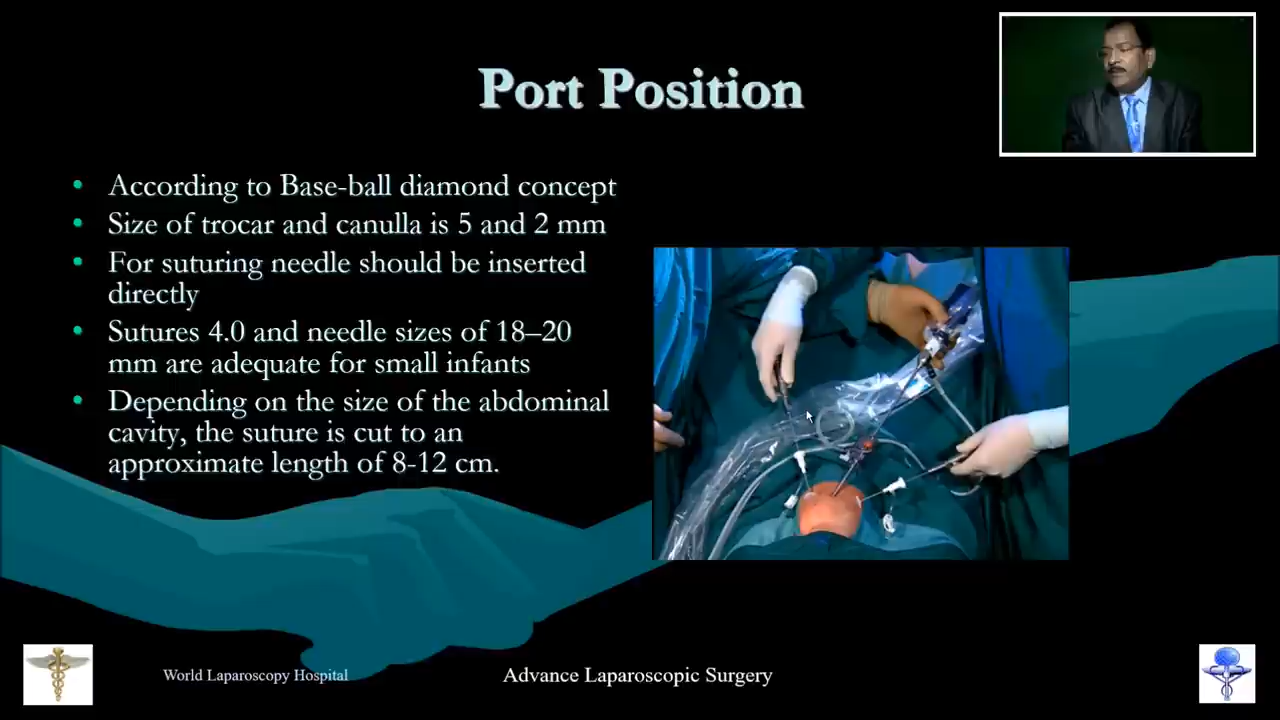 Port Position
• According to Base-ball diamond concept
• Size of trocar and canulla is 5 and 2 mm
• For suturing needle should be inserted
directly
• Sutures 4.0 and needle sizes of 18–20
mm are adequate for small infants
• Depending on the size of the abdominal
cavity, the suture is cut to an
approximate length of 8-12 cm.
World Laparoscopy Hospital
Advance Laparoscopic Surgery